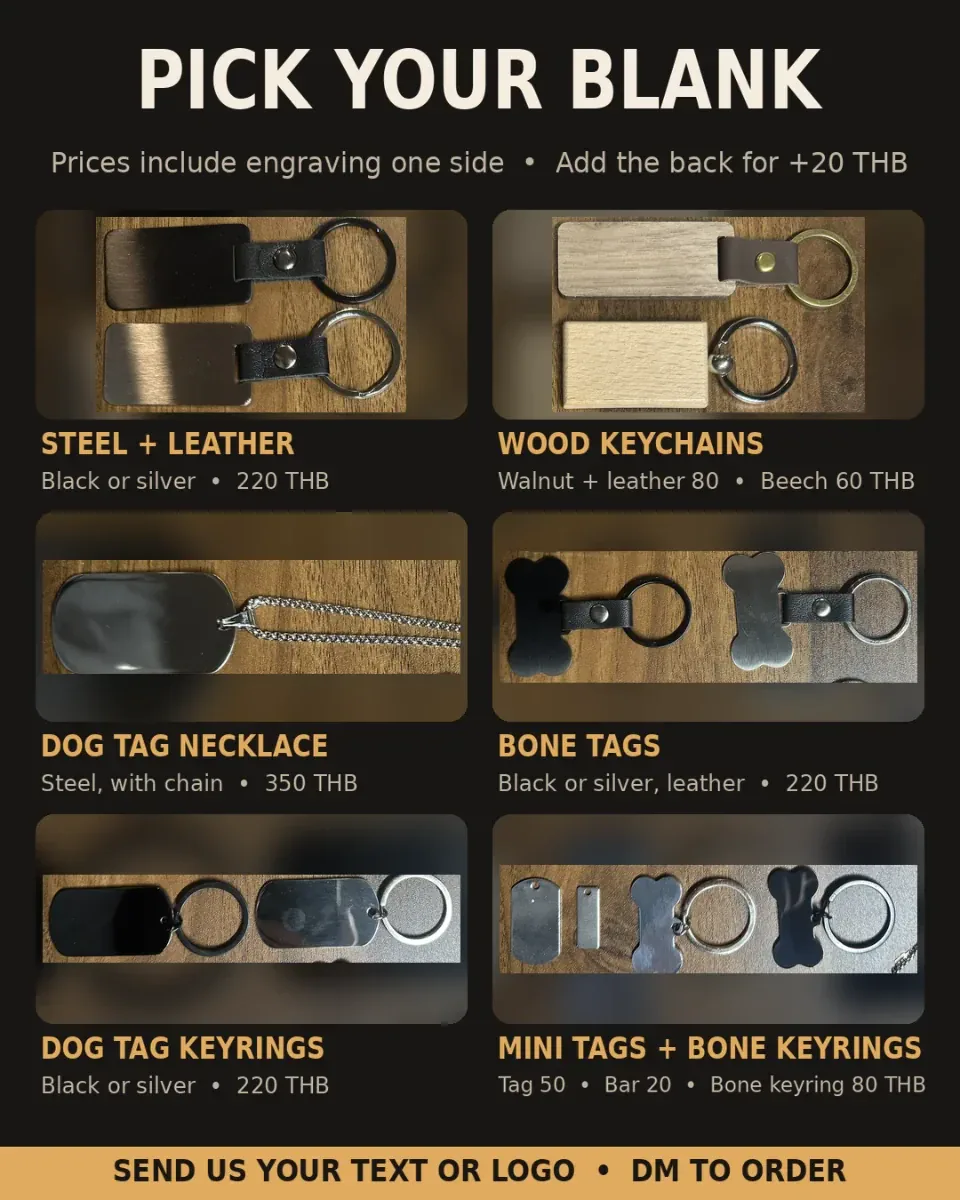 PICK YOUR BLANK
Prices include engraving one side • Add the back for +20 THB
STEEL + LEATHER
Black or silver • 220 THB
WOOD KEYCHAINS
Walnut + leather 80 • Beech 60 THB
DOG TAG NECKLACE
Steel, with chain • 350 THB
BONE TAGS
Black or silver, leather • 220 THB
DOG TAG KEYRINGS
Black or silver • 220 THB
MINI TAGS + BONE KEYRINGS
Tag 50 • Bar 20 • Bone keyring 80 THB
SEND US YOUR TEXT OR LOGO • DM TO ORDER